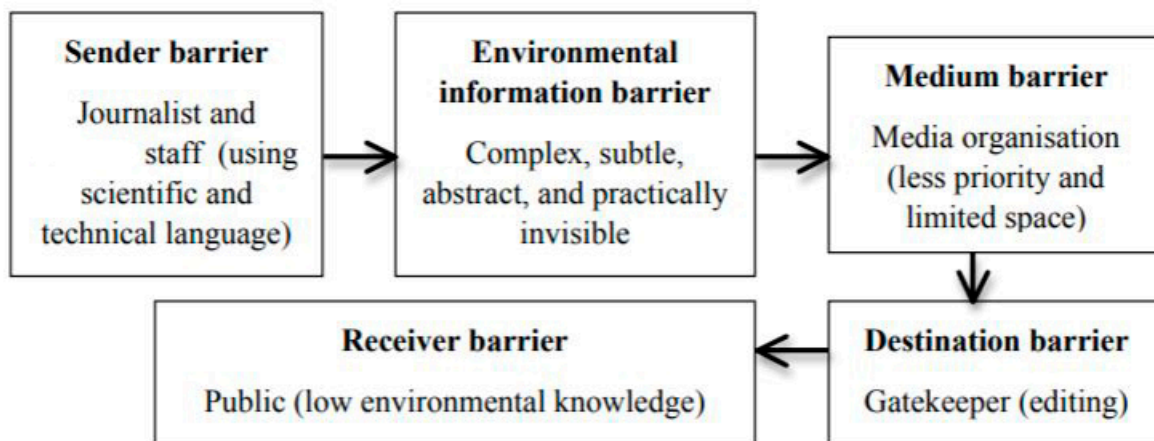 Sender barrier
Journalist and
staff (using
scientific and
technical language)
Environmental
information barrier
Complex, subtle,
abstract, and practically
invisible
Medium barrier
Media organisation
(less priority and
limited space)
Destination barrier
Gatekeeper (editing)
Receiver barrier
Public (low environmental knowledge)